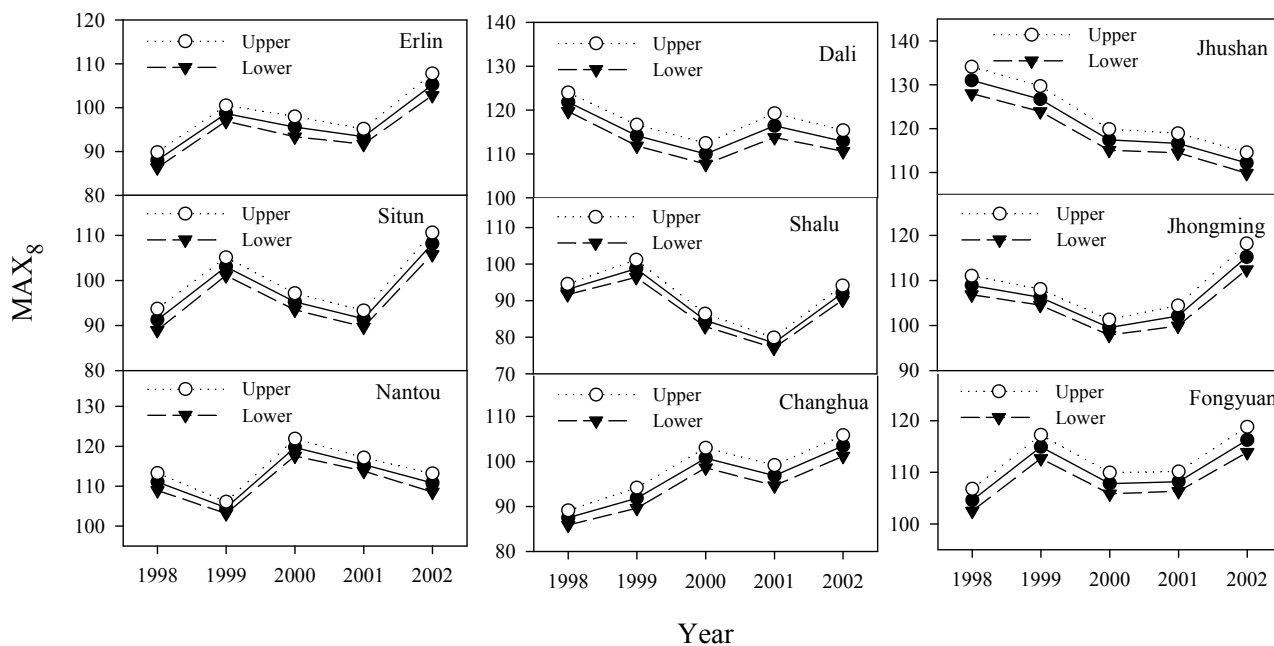 MAX8
120
110
100
90
80
Upper
Lower
Erlin
140
130
120
110
100
Upper
Lower
Dali
140
130
120
110
Upper
Lower
Jhushan
110
100
90
80
Upper
Lower
Situn
110
100
90
80
70
Upper
Lower
Shalu
120
110
100
90
Upper
Lower
Jhongming
130
120
110
100
Upper
Lower
Nantou
110
100
90
80
Upper
Lower
Changhua
120
110
100
Upper
Lower
Fongyuan
1998 1999 2000 2001 2002
1998 1999 2000 2001 2002
1998 1999 2000 2001 2002
Year